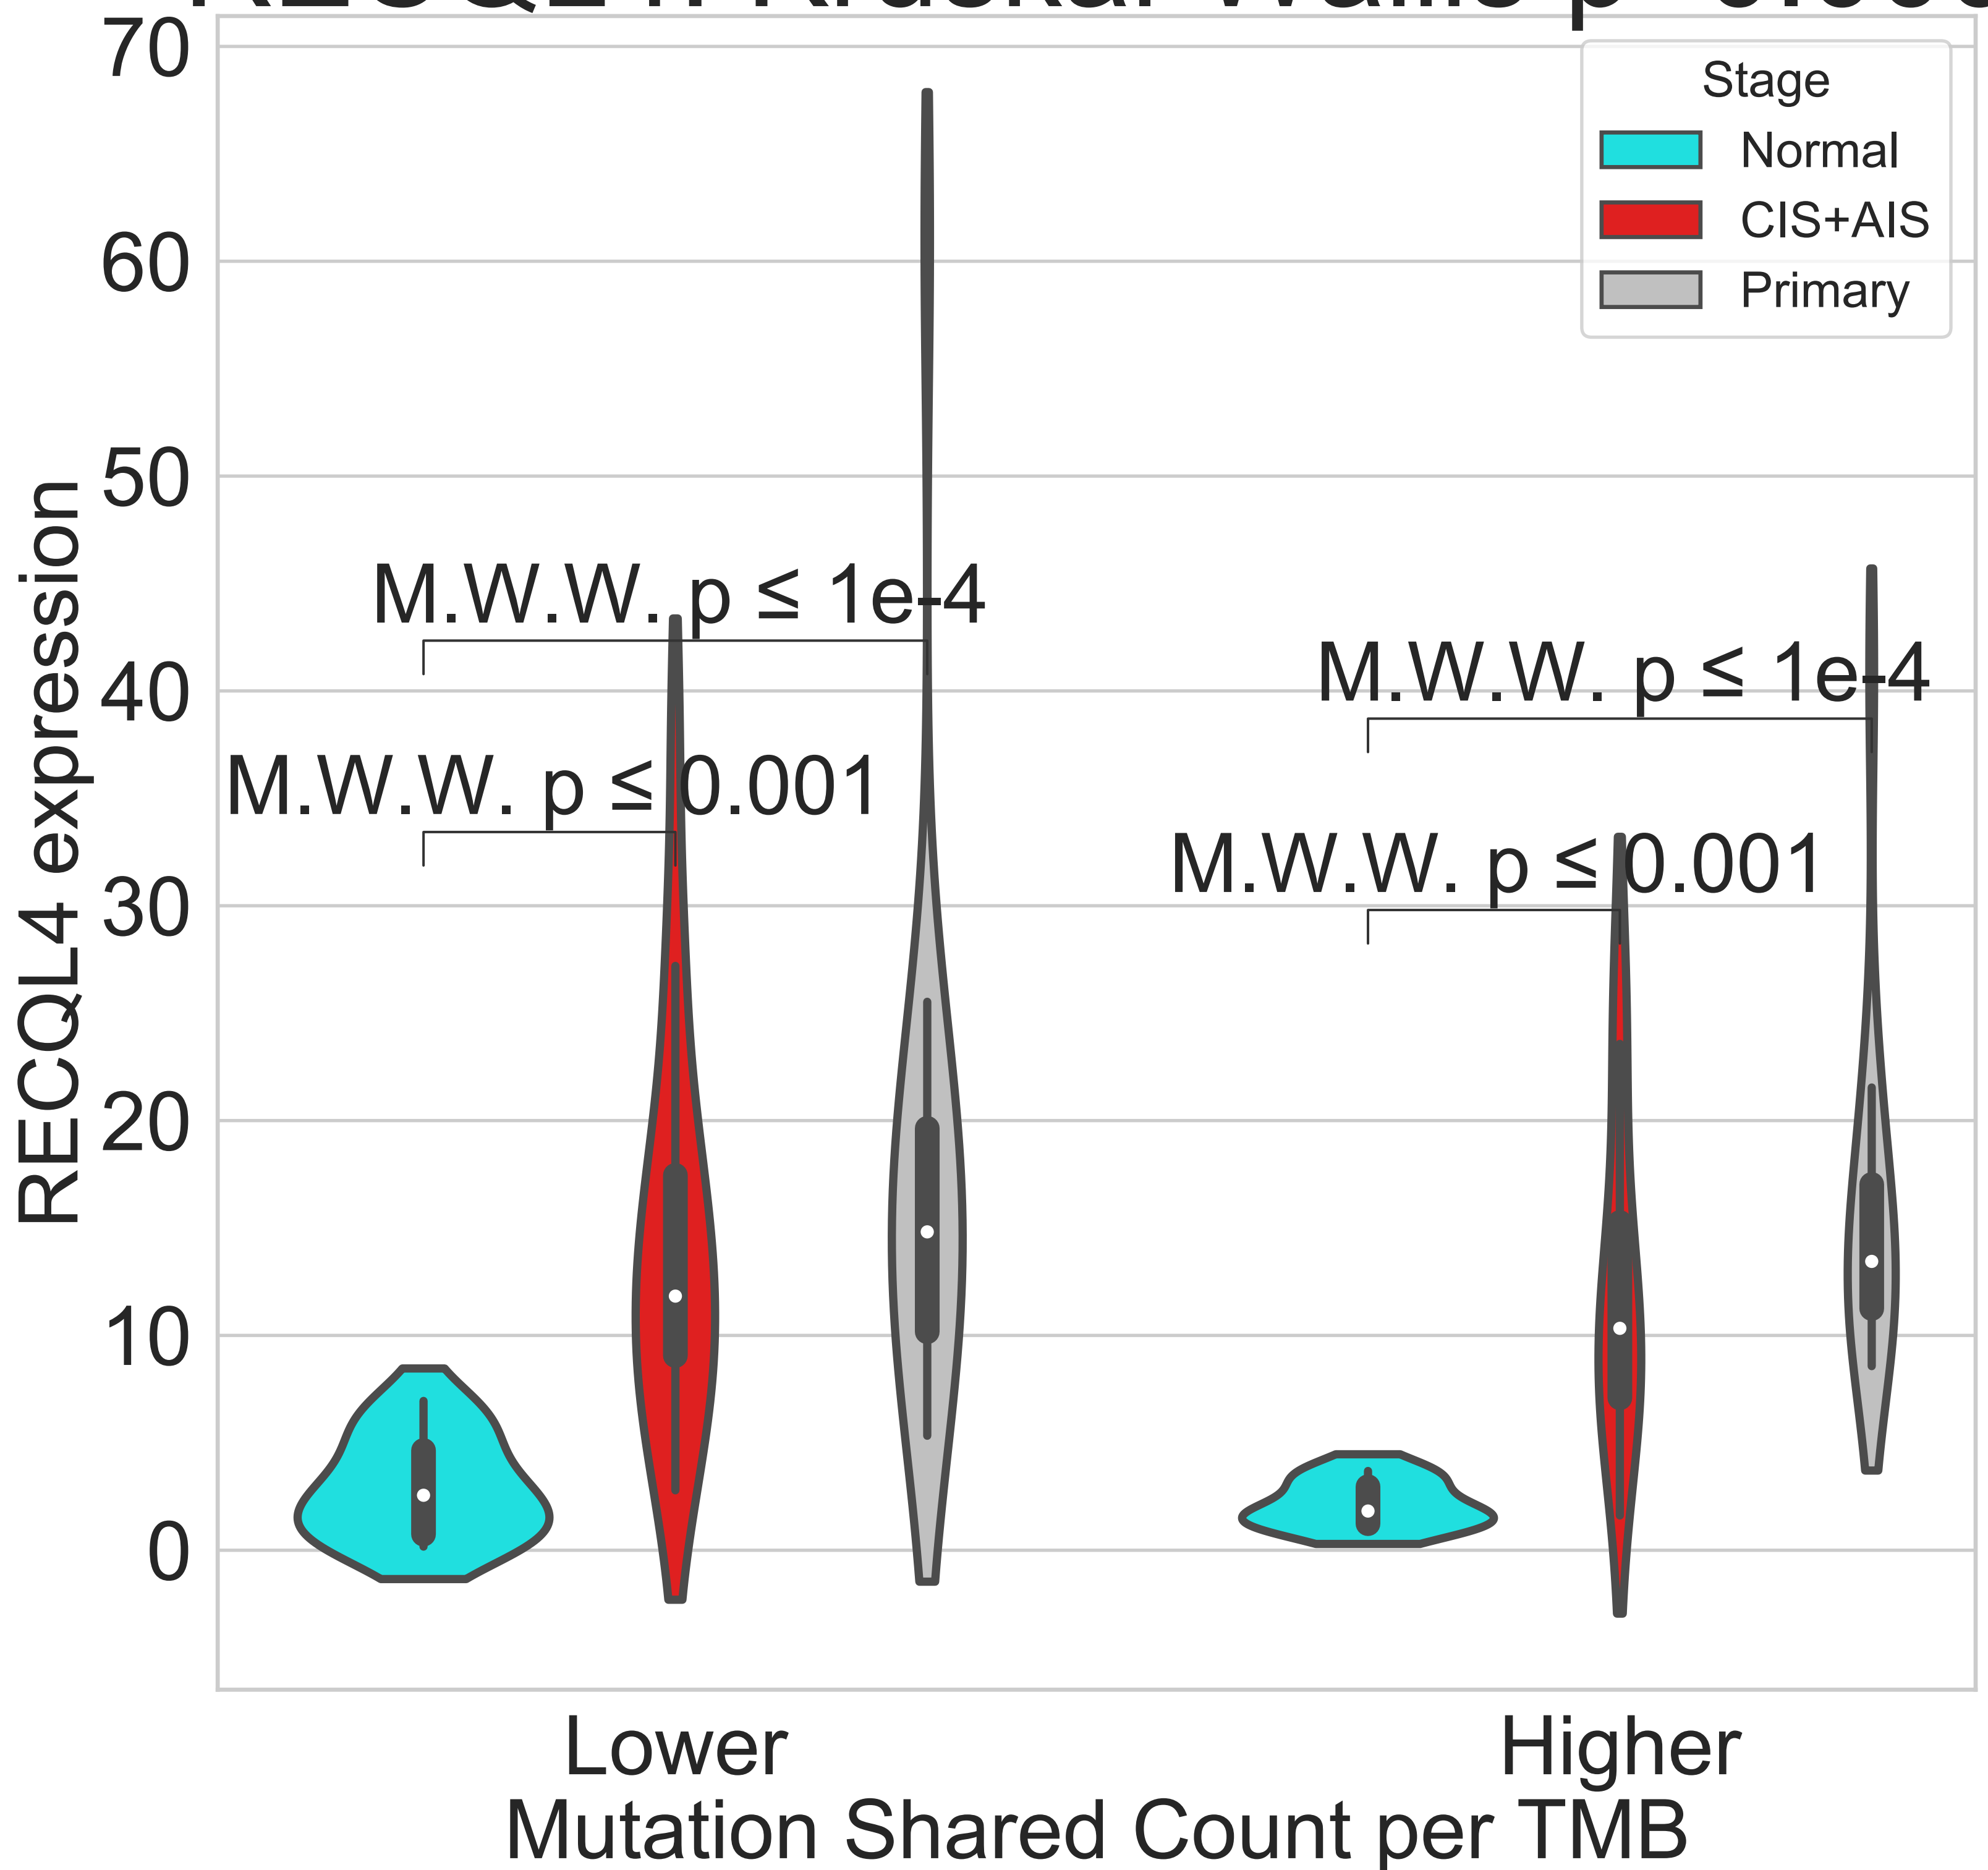 70
60
50
40
30
20
10
0
RECQL4 expression
Stage
Normal
CIS+AIS
Primary
M.W.W. p ≤ 1e-4
M.W.W. p ≤ 0.001
M.W.W. p ≤ 1e-4
M.W.W. p ≤ 0.001
Lower
Higher
Mutation Shared Count per TMB